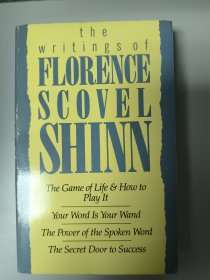 the
writings of
FLORENCE
SCOVEL
SHINN
The Game of Life & How to
Play It
Your Word Is Your Wand
The Power of the Spoken Word
The Secret Door to Success